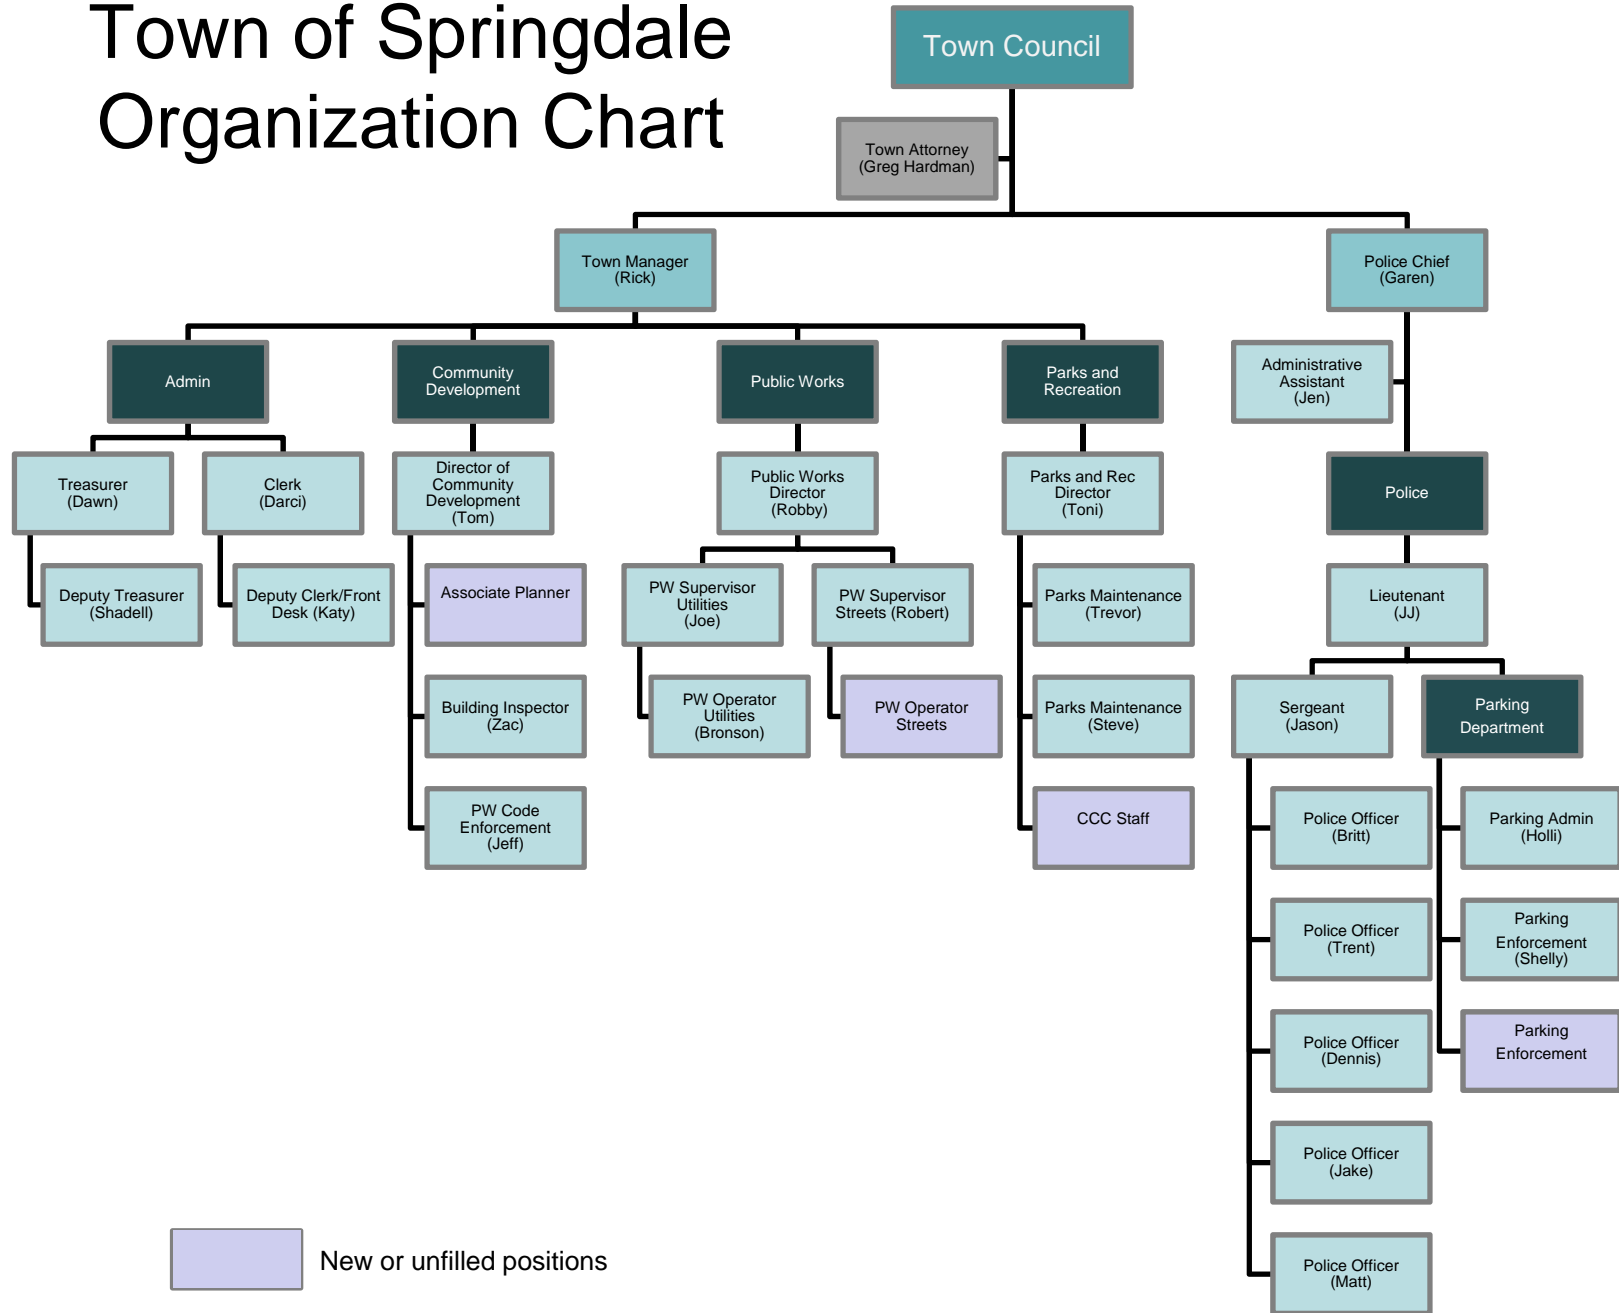 Town of Springdale
Organization Chart
Town Council
Town Attorney
(Greg Hardman)
Town Manager
(Rick)
Police Chief
(Garen)
Admin
Community
Development
Public Works
Parks and
Recreation
Administrative
Assistant
(Jen)
Treasurer
(Dawn)
Clerk
(Darci)
Director of
Community
Development
(Tom)
Public Works
Director
(Robby)
Parks and Rec
Director
(Toni)
Police
Deputy Treasurer
(Shadell)
Deputy Clerk/Front
Desk (Katy)
Associate Planner
PW Supervisor
Utilities
(Joe)
PW Supervisor
Streets (Robert)
Parks Maintenance
(Trevor)
Lieutenant
(JJ)
Building Inspector
(Zac)
PW Operator
Utilities
(Bronson)
PW Operator
Streets
Parks Maintenance
(Steve)
Sergeant
(Jason)
Parking
Department
PW Code
Enforcement
(Jeff)
CCC Staff
Police Officer
(Britt)
Parking Admin
(Holli)
Police Officer
(Trent)
Parking
Enforcement
(Shelly)
Police Officer
(Dennis)
Parking
Enforcement
Police Officer
(Jake)
Police Officer
(Matt)
New or unfilled positions